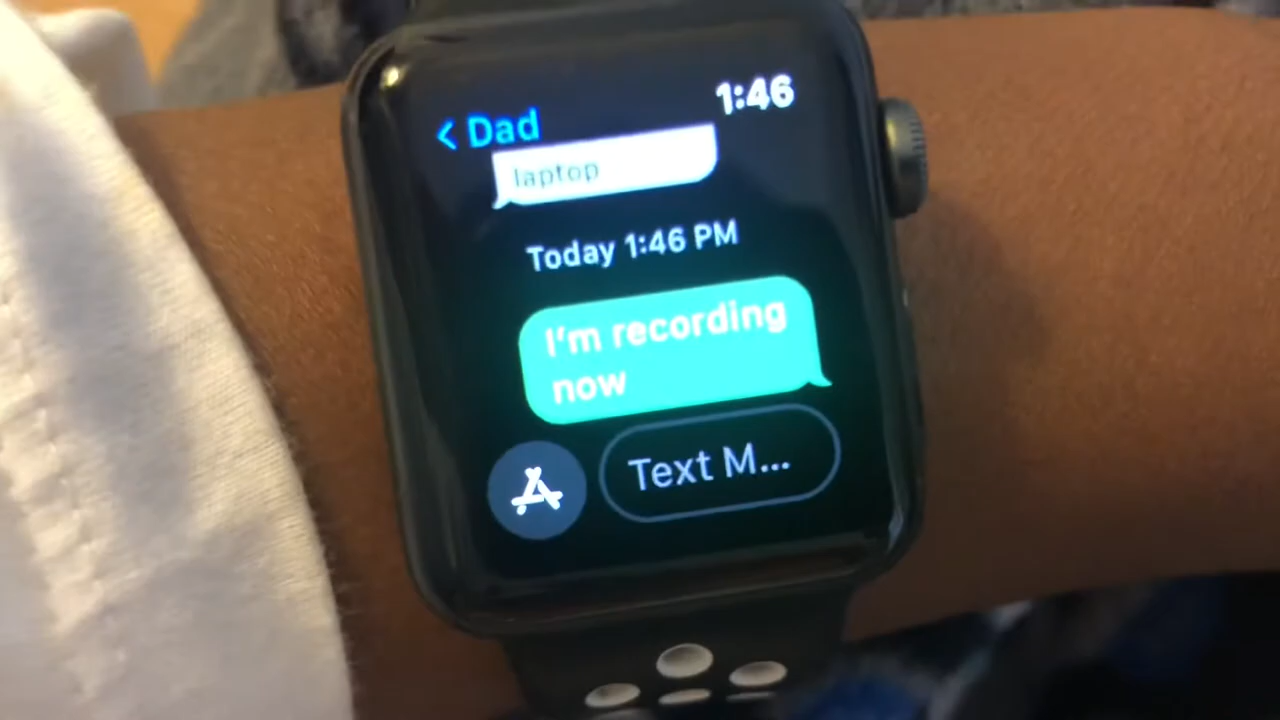 1:46
< Dad
laptop
Today 1:46 PM
I'm recording
now
Text M...